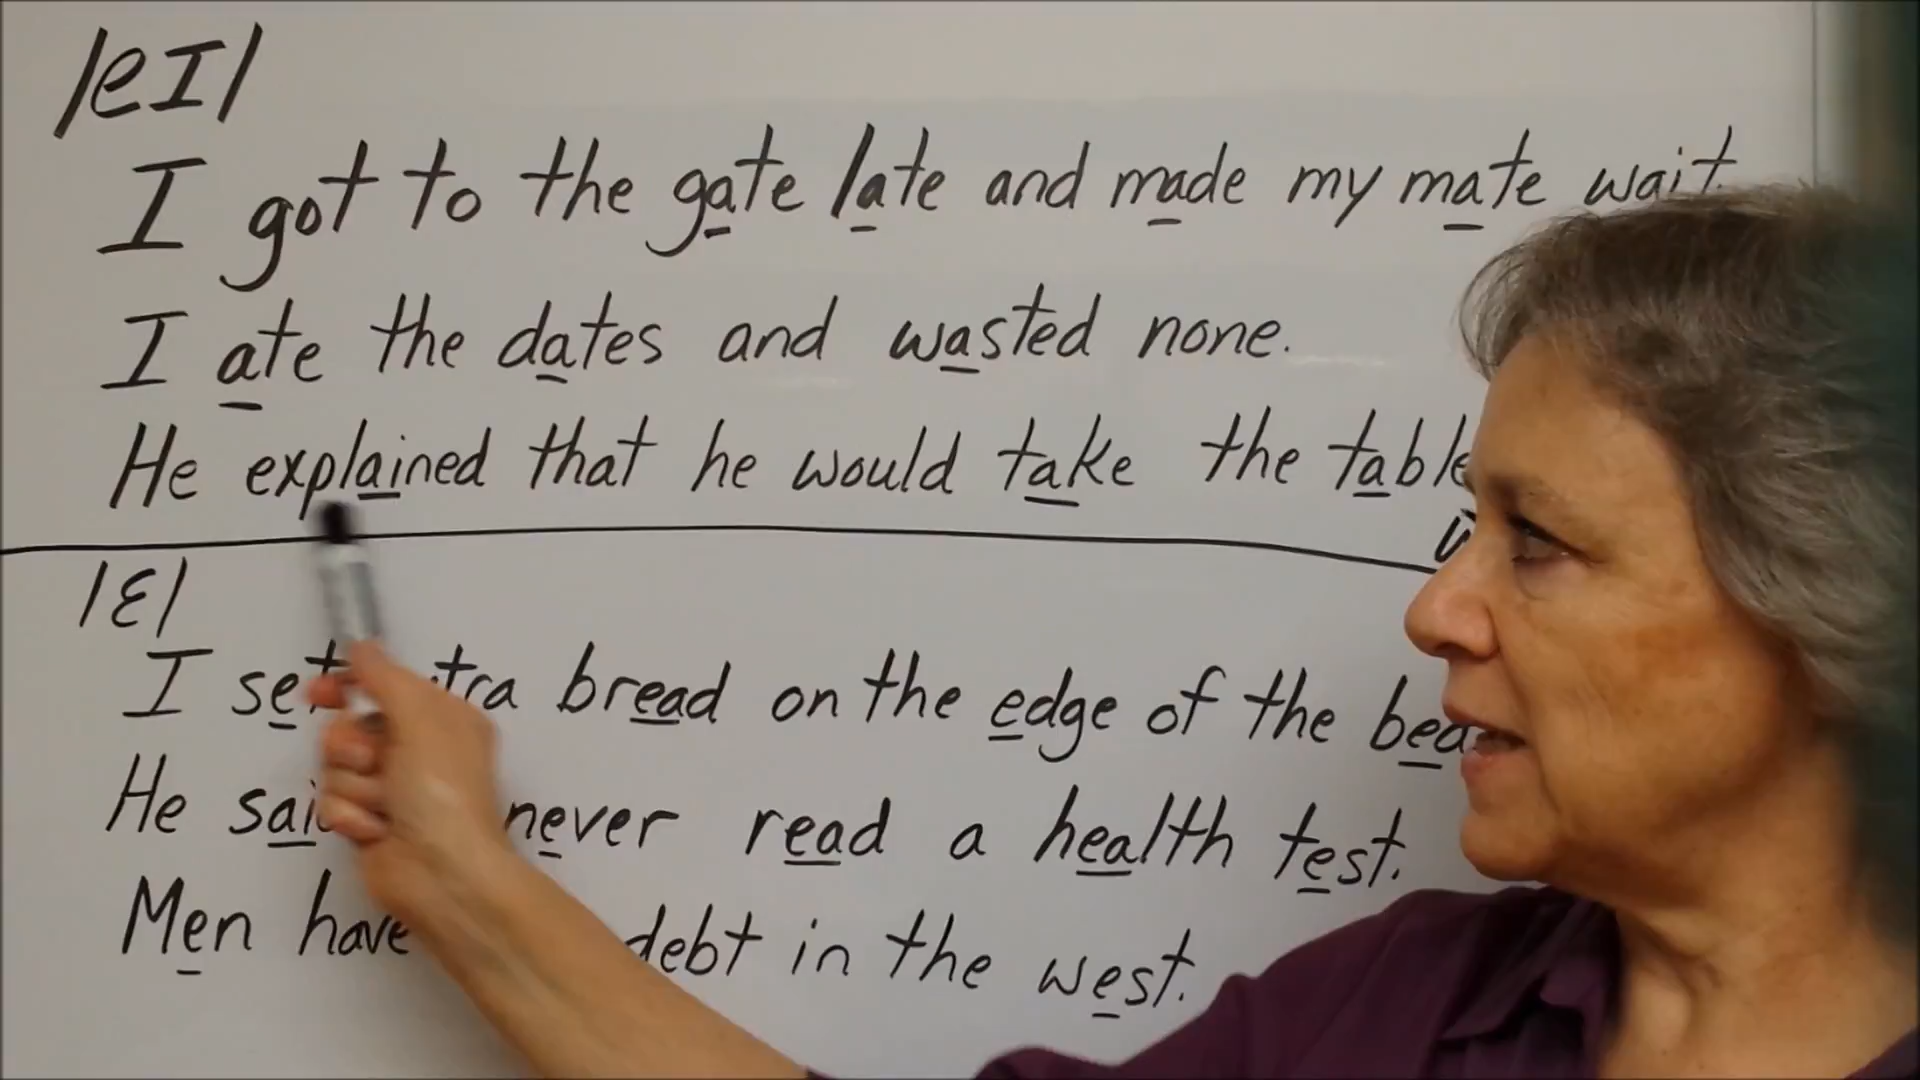 /eI/
I got to the gate late and made my mate wait.
I ate the dates and wasted none.
He explained that he would take the table
/ɛ/
I set bread on the edge of the
He never read a health test.
Men have debt in the west.